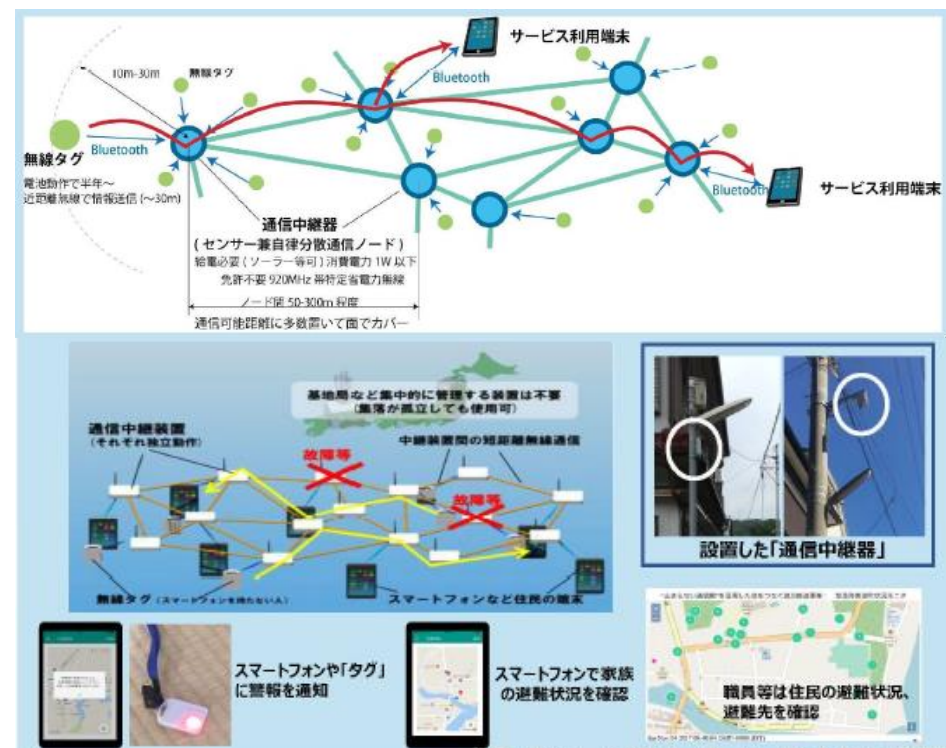 サービス利用端末
10m-30m
無線タグ
Bluetooth
Bluetooth
無線タグ
電池動作で半年~
近距離無線で情報送信(~30m)
Bluetooth
サービス利用端末
通信中継器
(センサー兼自律分散通信ノード)
給電必要(ソーラー等可)消費電力1W以下
免許不要920MHz帯特定省電力無線
ノード間50-300m程度
通信可能距離に多数置いて面でカバー
基地局など集中的に管理する装置は不要
(集落が孤立しても使用可)
通信中継装置
(それぞれ独立動作)
故障等
中継装置間の短距離無線通信
故障等
無線タグ(スマートフォンを持たない人)
スマートフォンなど住民の端末
設置した「通信中継器」
スマートフォンや「タグ」
に警報を通知
スマートフォンで家族
の避難状況を確認
職員等は住民の避難状況、
避難先を確認